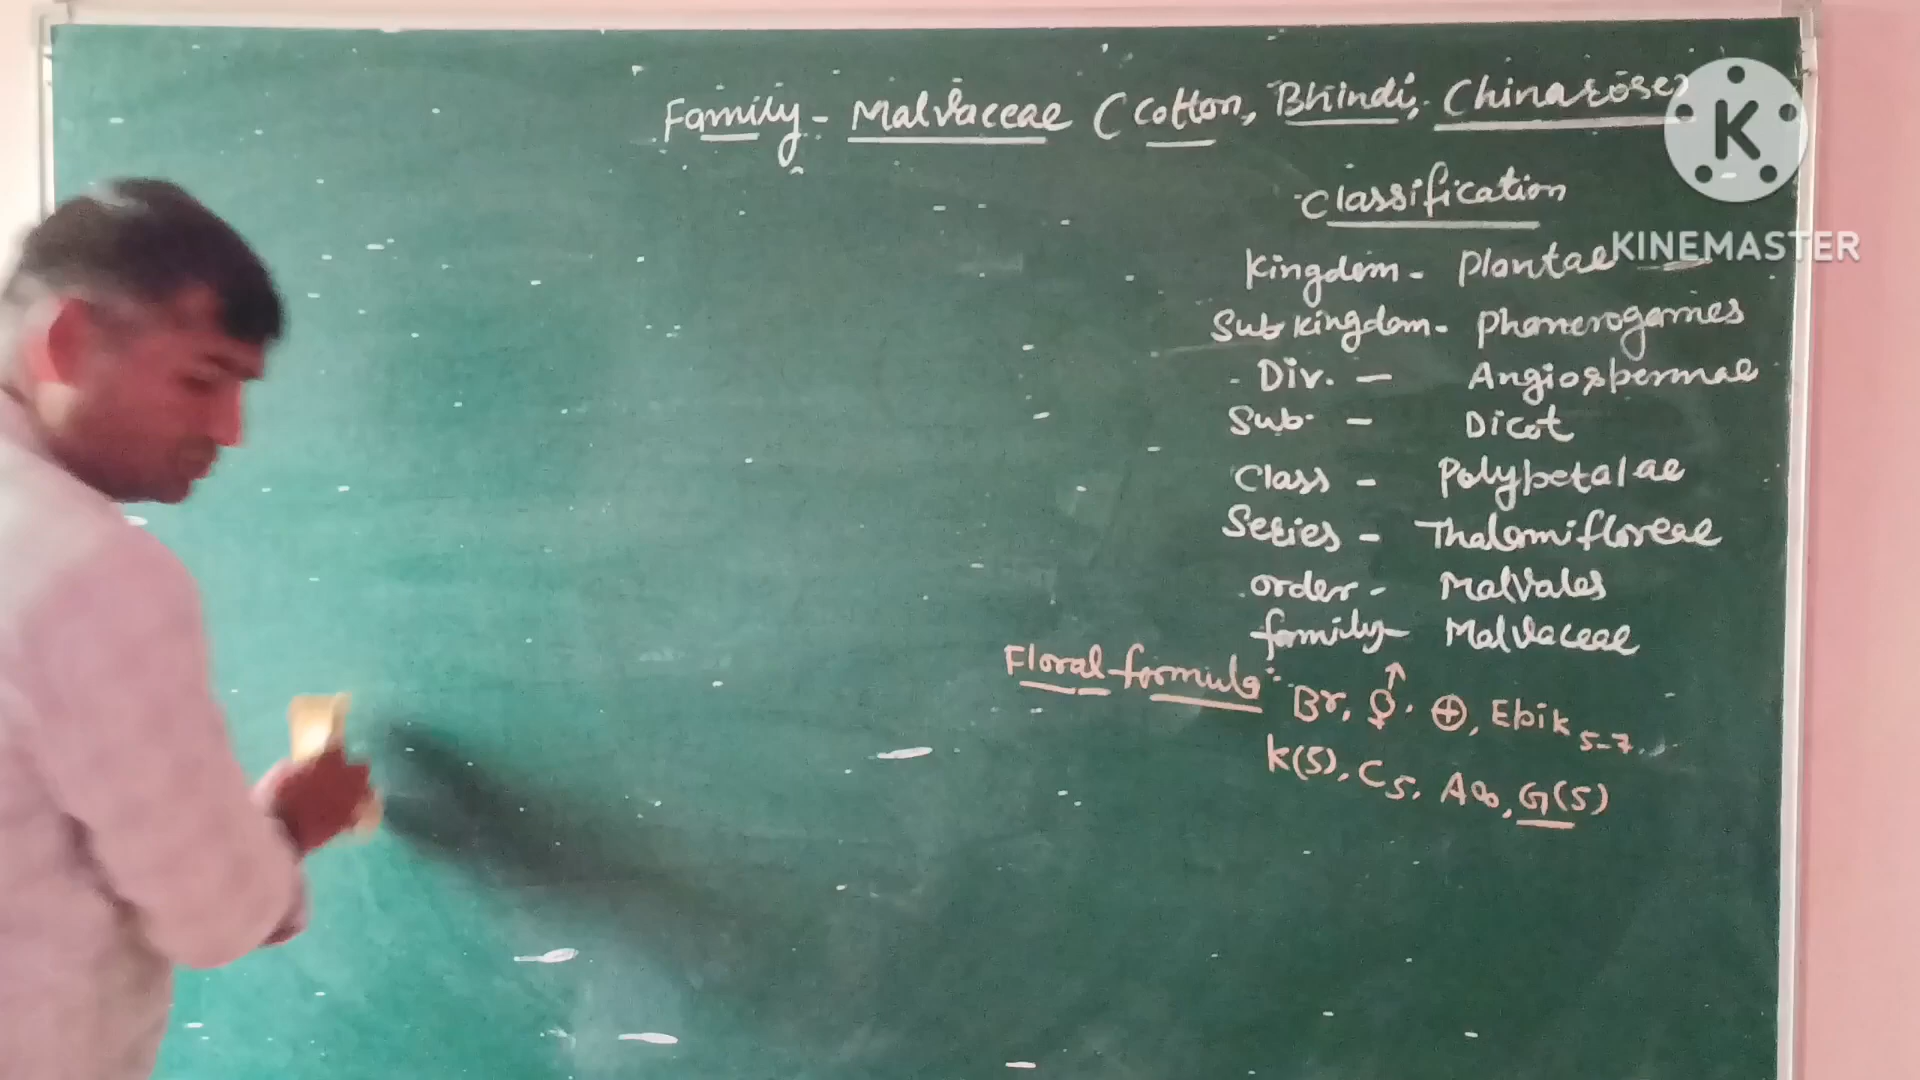 Family - Malvaceae (Cotton, Bhindi, Chinarose)
Classification
Kingdom - Plantae
Sub kingdom - Phanerogames
Div. - Angiospermae
Sub. - Dicot
Class - Polypetalae
Series - Thalamifloreae
order - Malvales
family - Malvaceae
Floral formula :- Br, ⚥, ⊕, Epik 5-7
K(5), C5, A∞, G(5)
K
KINEMASTER